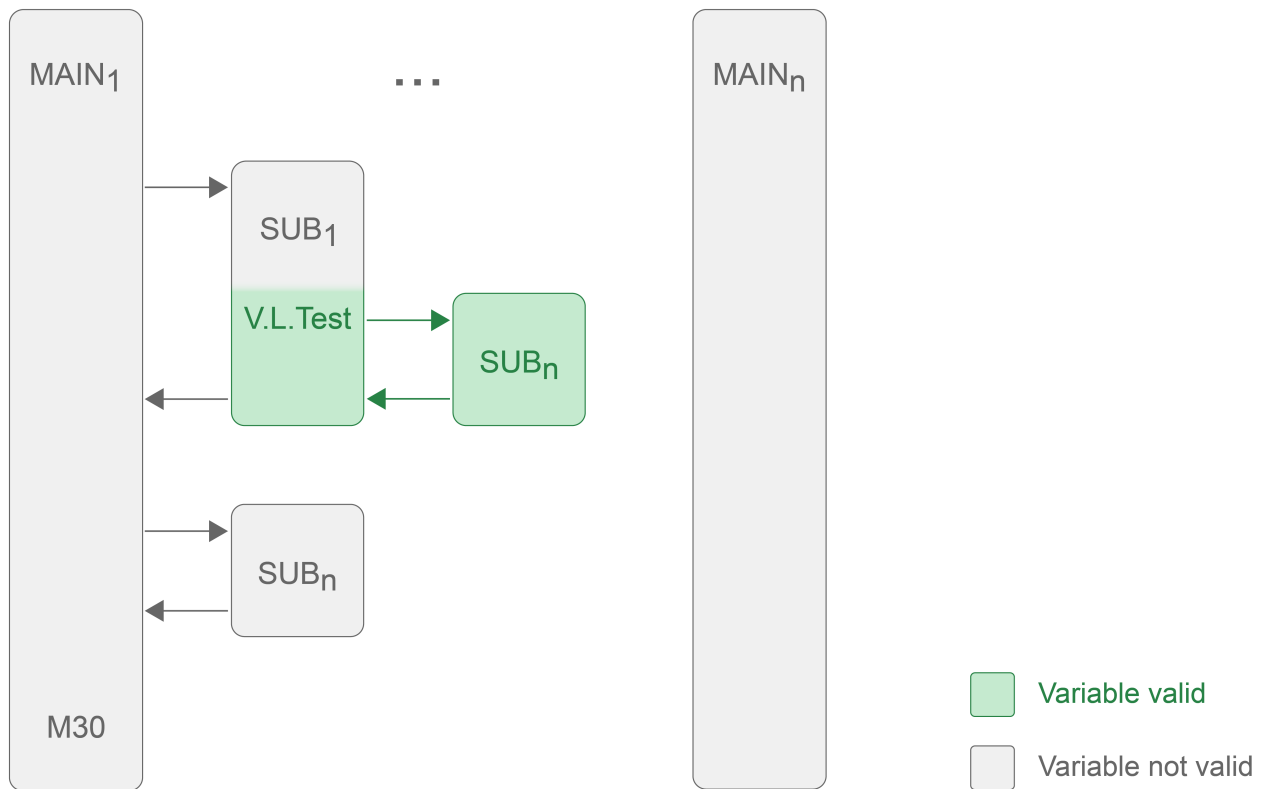 MAIN1
...
MAINn
SUB1
V.L.Test
SUBn
SUBn
M30
Variable valid
Variable not valid